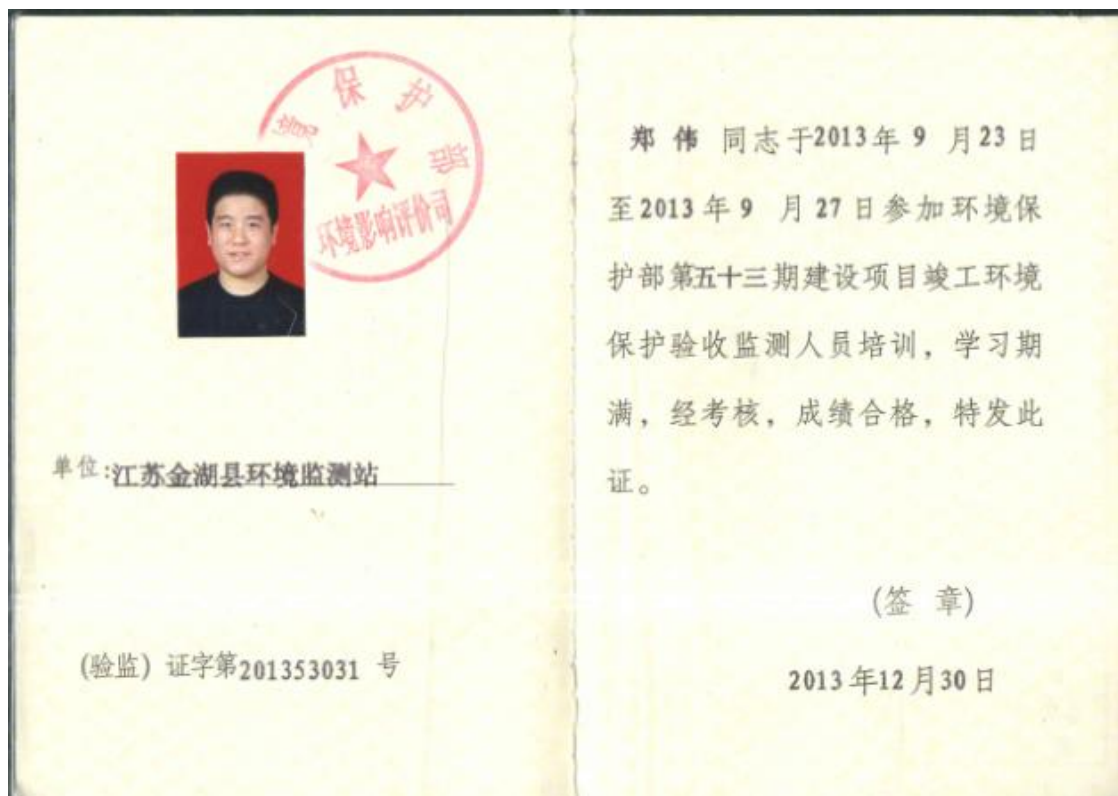 境保护部
环境影响评价司
单位:江苏金湖县环境监测站
(验监)证字第201353031 号
郑 伟 同志于2013年 9 月23日
至2013年9 月27日参加环境保
护部第五十三期建设项目竣工环境
保护验收监测人员培训，学习期
满，经考核，成绩合格，特发此
证。
(签 章)
2013年12月30日